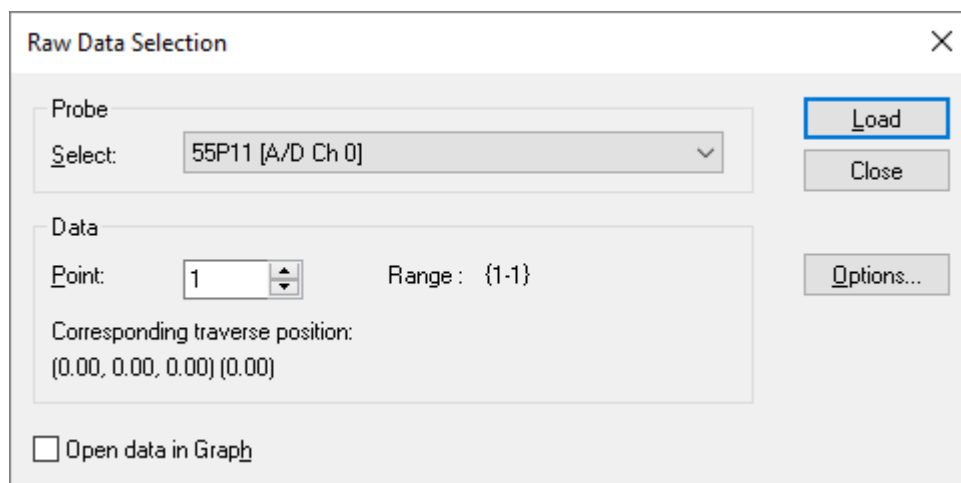 Raw Data Selection
Probe
Select:
55P11 [A/D Ch 0]
Load
Close
Data
Point:
1
Range : {1-1}
Options...
Corresponding traverse position:
(0.00, 0.00, 0.00) (0.00)
Open data in Graph